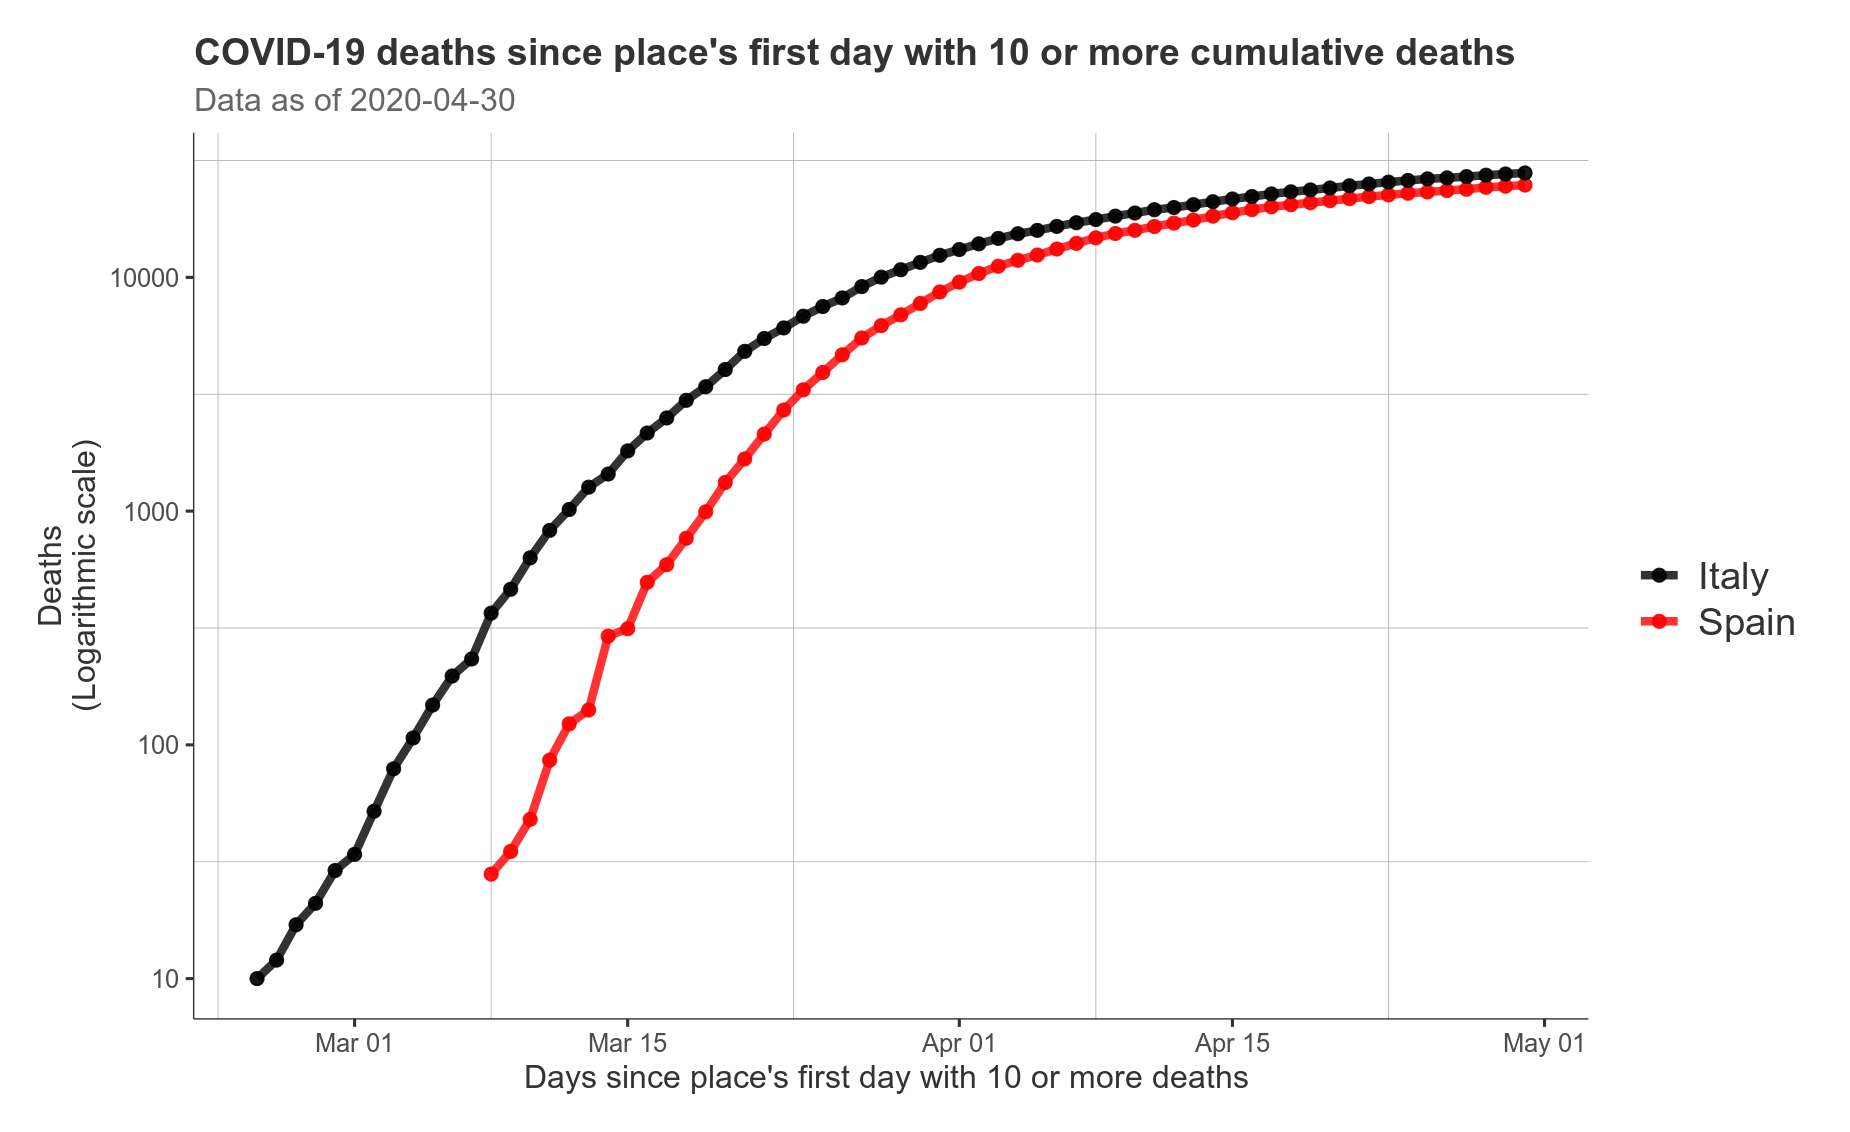 COVID-19 deaths since place's first day with 10 or more cumulative deaths
Data as of 2020-04-30
Deaths
(Logarithmic scale)
10000
1000
100
10
Mar 01
Mar 15
Apr 01
Apr 15
May 01
Days since place's first day with 10 or more deaths
Italy
Spain